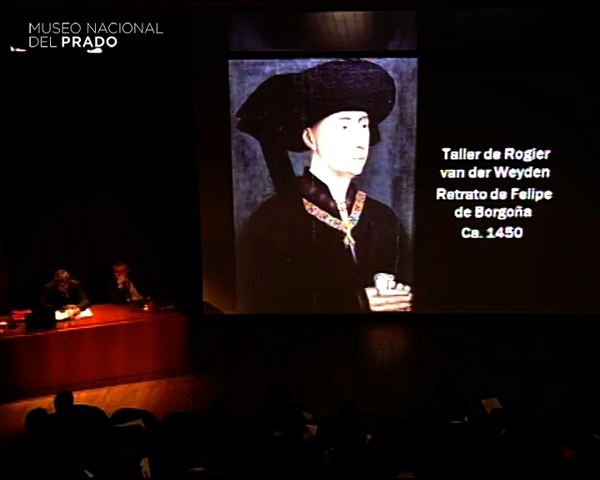 MUSEO NACIONAL
DEL PRADO
Taller de Rogier
van der Weyden
Retrato de Felipe
de Borgoña
Ca. 1450